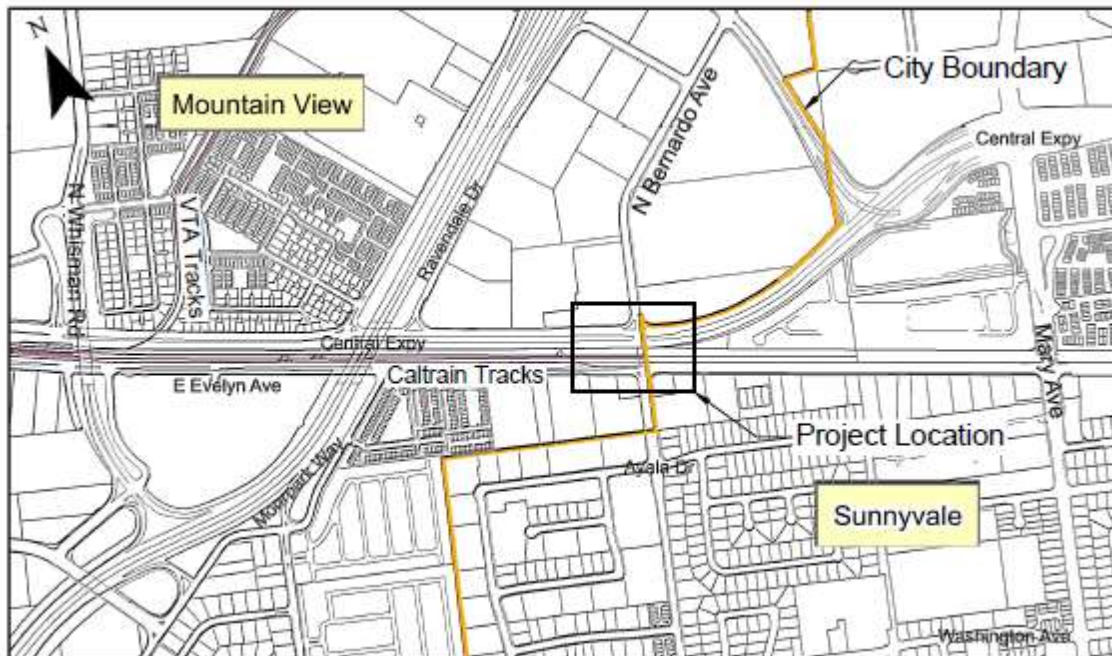 N
Mountain View
City Boundary
Central Expy
N Bernardo Ave
N Whisman Rd
VTA Tracks
Ravendale Dr
Central Expy
E Evelyn Ave
Caltrain Tracks
Mary Ave
Project Location
Moorpark Way
Ayala Dr
Sunnyvale
Washington Ave